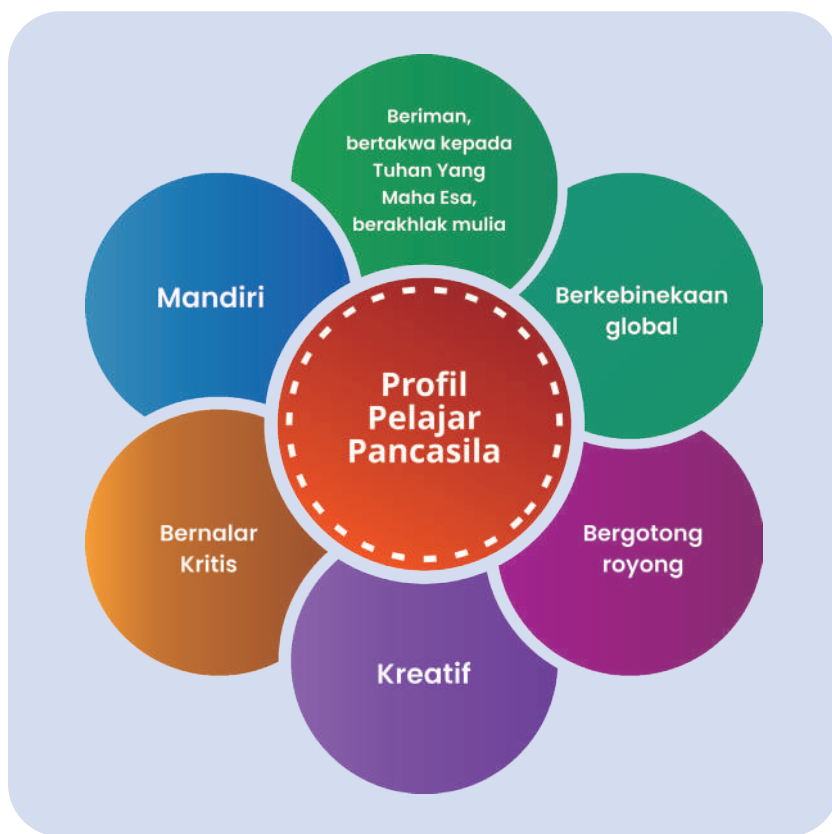 Beriman,
bertakwa kepada
Tuhan Yang
Maha Esa,
berakhlak mulia
Mandiri
Berkebinekaan
global
Profil
Pelajar
Pancasila
Bernalar
Kritis
Bergotong
royong
Kreatif